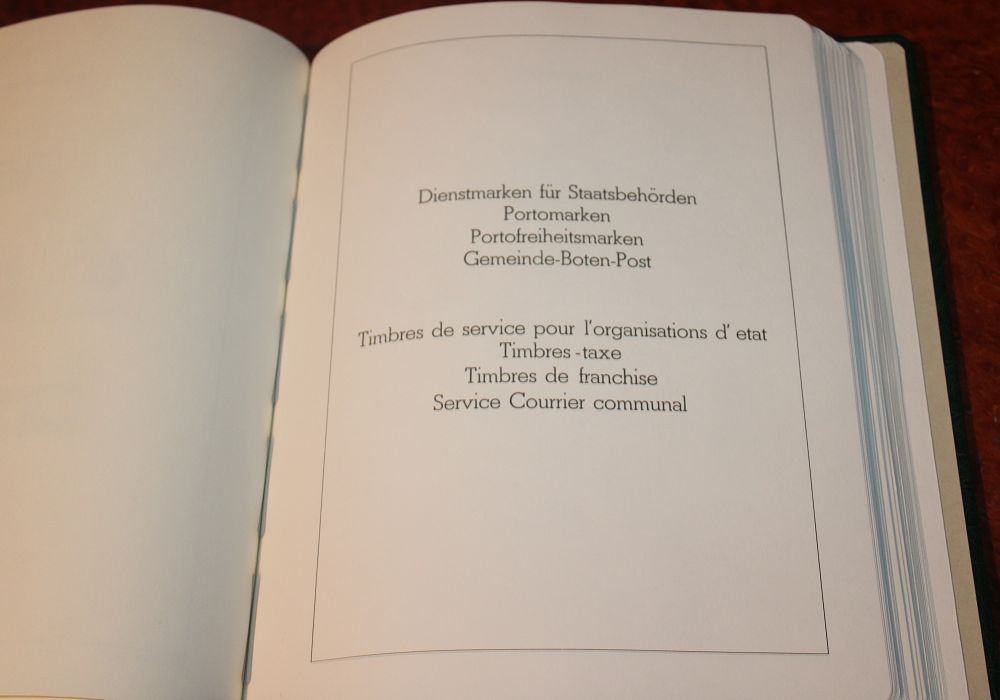 Dienstmarken für Staatsbehörden
Portomarken
Portofreiheitsmarken
Gemeinde-Boten-Post
Timbres de service pour l'organisations d' etat
Timbres-taxe
Timbres de franchise
Service Courrier communal